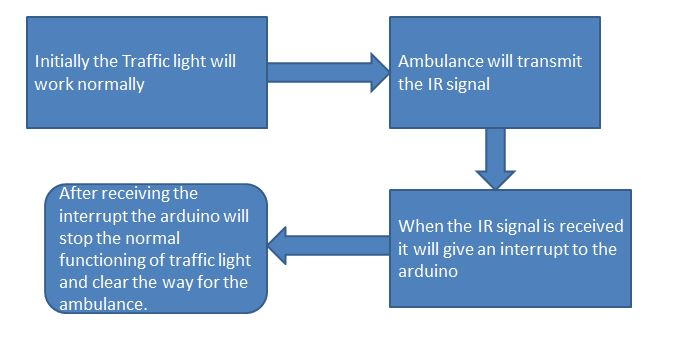 Initially the Traffic light will
work normally
Ambulance will transmit
the IR signal
When the IR signal is received
it will give an interrupt to the
arduino
After receiving the
interrupt the arduino will
stop the normal
functioning of traffic light
and clear the way for the
ambulance.